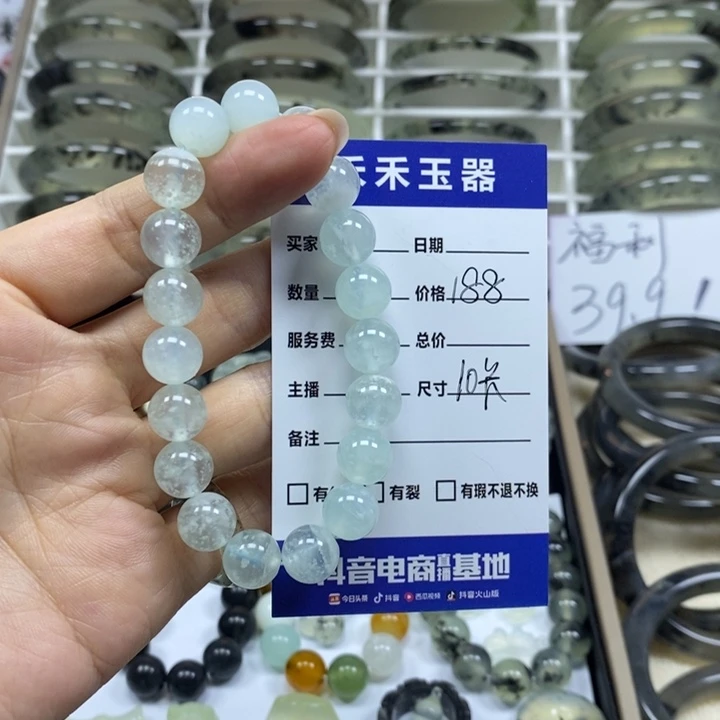 禾禾玉器
买家 日期
数量 价格 188
服务费 总价
主播 尺寸 10米
备注
有 有裂 有瑕不退不换
抖音电商直播基地
今日头条 抖音 西瓜视频 抖音火山版
福利
39.9!